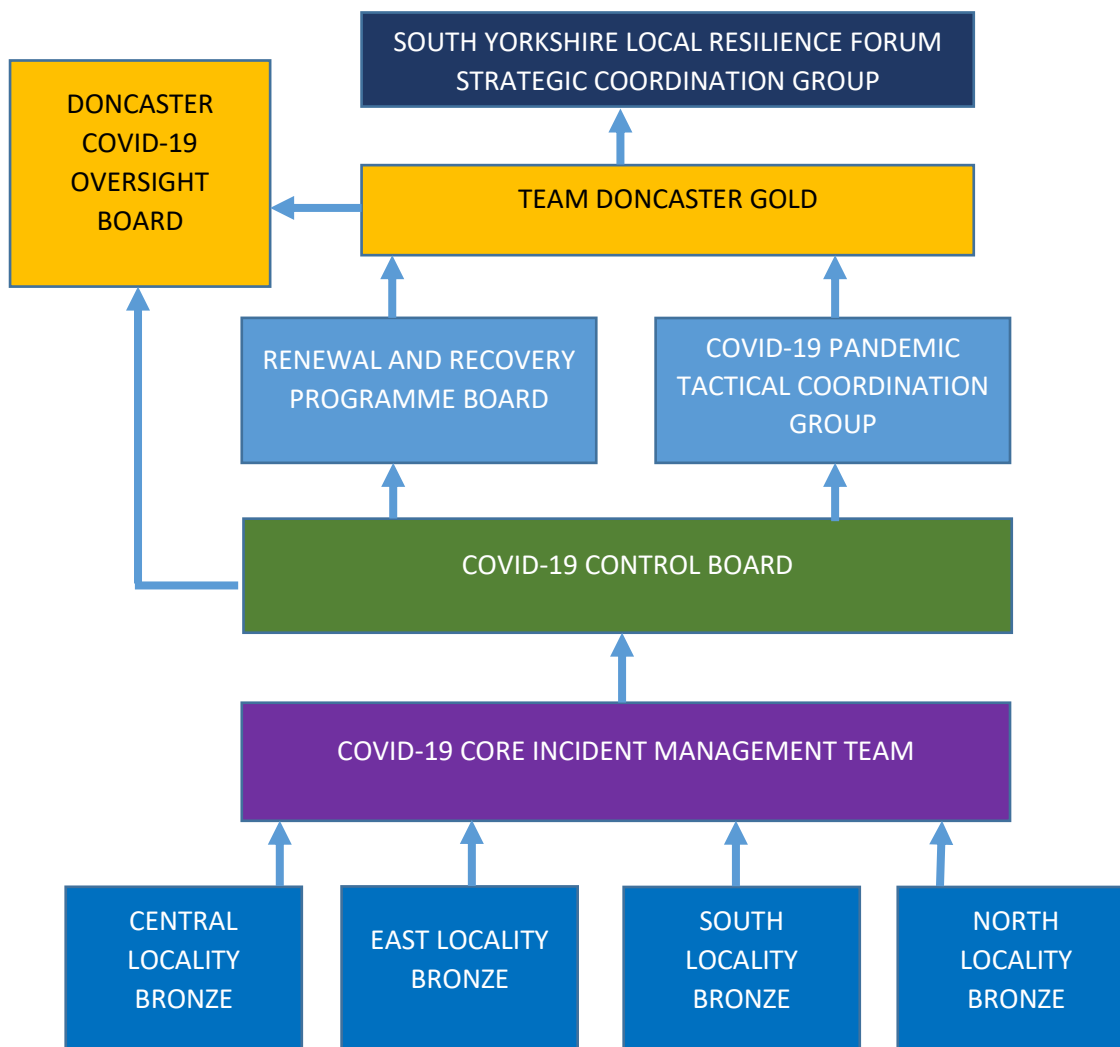 SOUTH YORKSHIRE LOCAL RESILIENCE FORUM
STRATEGIC COORDINATION GROUP
DONCASTER
COVID-19
OVERSIGHT
BOARD
TEAM DONCASTER GOLD
RENEWAL AND RECOVERY
PROGRAMME BOARD
COVID-19 PANDEMIC
TACTICAL COORDINATION
GROUP
COVID-19 CONTROL BOARD
COVID-19 CORE INCIDENT MANAGEMENT TEAM
CENTRAL
LOCALITY
BRONZE
EAST LOCALITY
BRONZE
SOUTH
LOCALITY
BRONZE
NORTH
LOCALITY
BRONZE